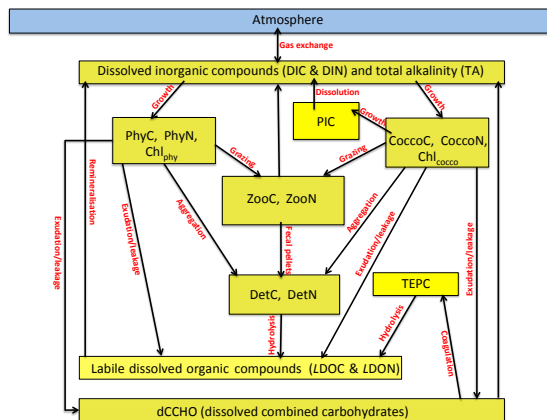 Atmosphere
Gas exchange
Dissolved inorganic compounds (DIC & DIN) and total alkalinity (TA)
Growth
Dissolution
Growth
PIC
Growth
PhyC, PhyN,
Chlphy
CoccoC, CoccoN,
Chlcocco
Grazing
Grazing
Remineralisation
ZooC, ZooN
Exudation/leakage
Aggregation
Fecal pellets
Aggregation
Exudation/leakage
Exudation/leakage
Exudation/leakage
DetC, DetN
TEPC
Hydrolysis
Hydrolysis
Coagulation
Labile dissolved organic compounds (LDOC & LDON)
dCCHO (dissolved combined carbohydrates)